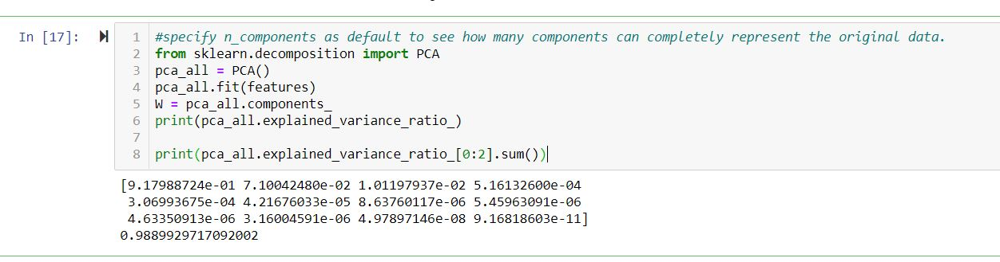 In [17]:
1 #specify n_components as default to see how many components can completely represent the original data.
2 from sklearn.decomposition import PCA
3 pca_all = PCA()
4 pca_all.fit(features)
5 W = pca_all.components_
6 print(pca_all.explained_variance_ratio_)
7
8 print(pca_all.explained_variance_ratio_[0:2].sum())
[9.17988724e-01 7.10042480e-02 1.01197937e-02 5.16132600e-04
3.06993675e-04 4.21676033e-05 8.63760117e-06 5.45963091e-06
4.63350913e-06 3.16004591e-06 4.97897146e-08 9.16818603e-11]
0.9889929717092002